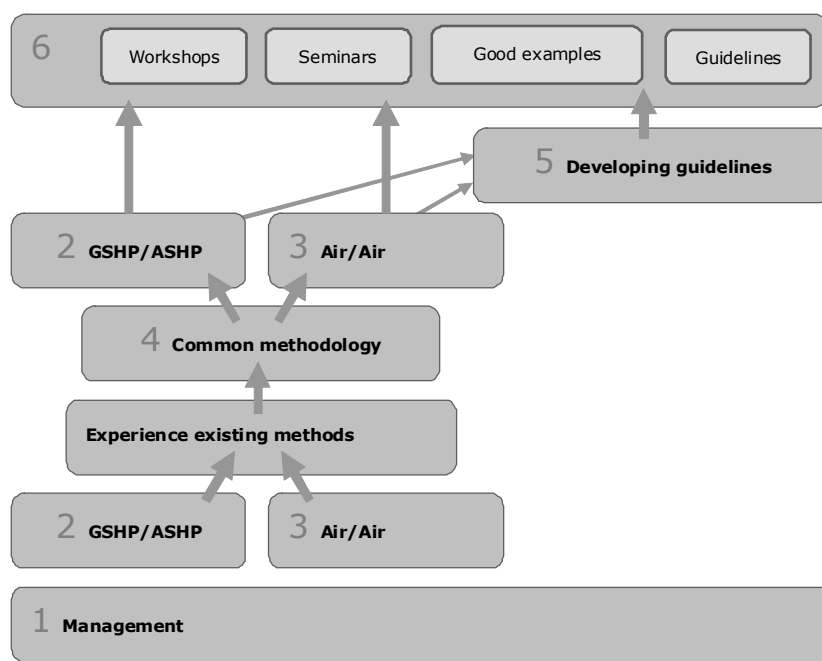 6 Workshops Seminars Good examples Guidelines
5 Developing guidelines
2 GSHP/ASHP 3 Air/Air
4 Common methodology
Experience existing methods
2 GSHP/ASHP 3 Air/Air
1 Management